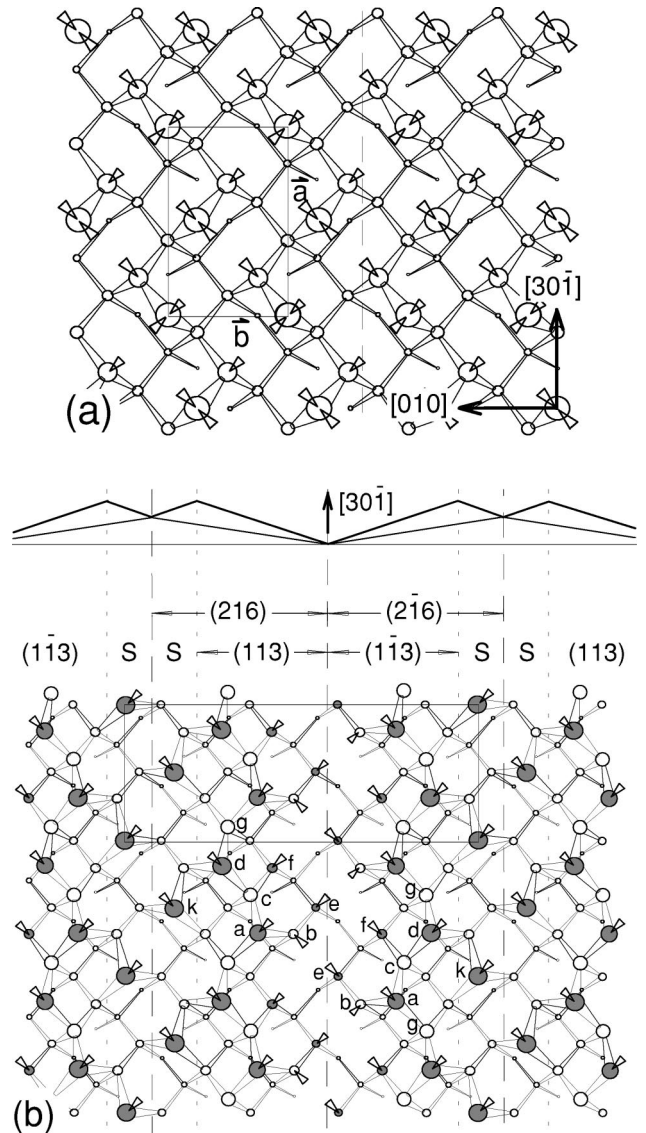 a
b
[301̄]
[010]
(a)
[301̄]
(216) (21̄6)
(11̄3) S S (113) (11̄3) S S (113)
g
d f
k c e g
a b f d
c
e k
b a
g
(b)